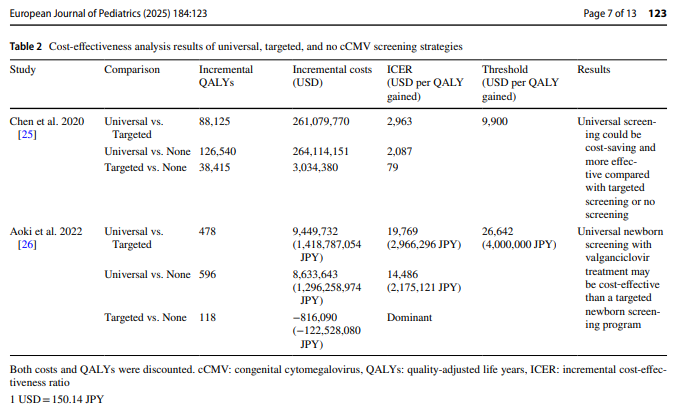 European Journal of Pediatrics (2025) 184:123 Page 7 of 13 123
Table 2 Cost-effectiveness analysis results of universal, targeted, and no cCMV screening strategies
Study Comparison Incremental Incremental costs ICER Threshold Results
QALYs (USD) (USD per QALY (USD per QALY
gained) gained)
Chen et al. 2020 Universal vs. 88,125 261,079,770 2,963 9,900 Universal screen-
[25] Targeted ing could be
Universal vs. None 126,540 264,114,151 2,087 cost-saving and
Targeted vs. None 38,415 3,034,380 79 more effec-
tive compared
with targeted
screening or no
screening
Aoki et al. 2022 Universal vs. 478 9,449,732 19,769 26,642 Universal newborn
[26] Targeted (1,418,787,054 (2,966,296 JPY) (4,000,000 JPY) screening with
JPY) valganciclovir
Universal vs. None 596 8,633,643 14,486 treatment may
(1,296,258,974 (2,175,121 JPY) be cost-effective
JPY) than a targeted
Targeted vs. None 118 −816,090 Dominant newborn screen-
(−122,528,080 ing program
JPY)
Both costs and QALYs were discounted. cCMV: congenital cytomegalovirus, QALYs: quality-adjusted life years, ICER: incremental cost-effec-
tiveness ratio
1 USD = 150.14 JPY